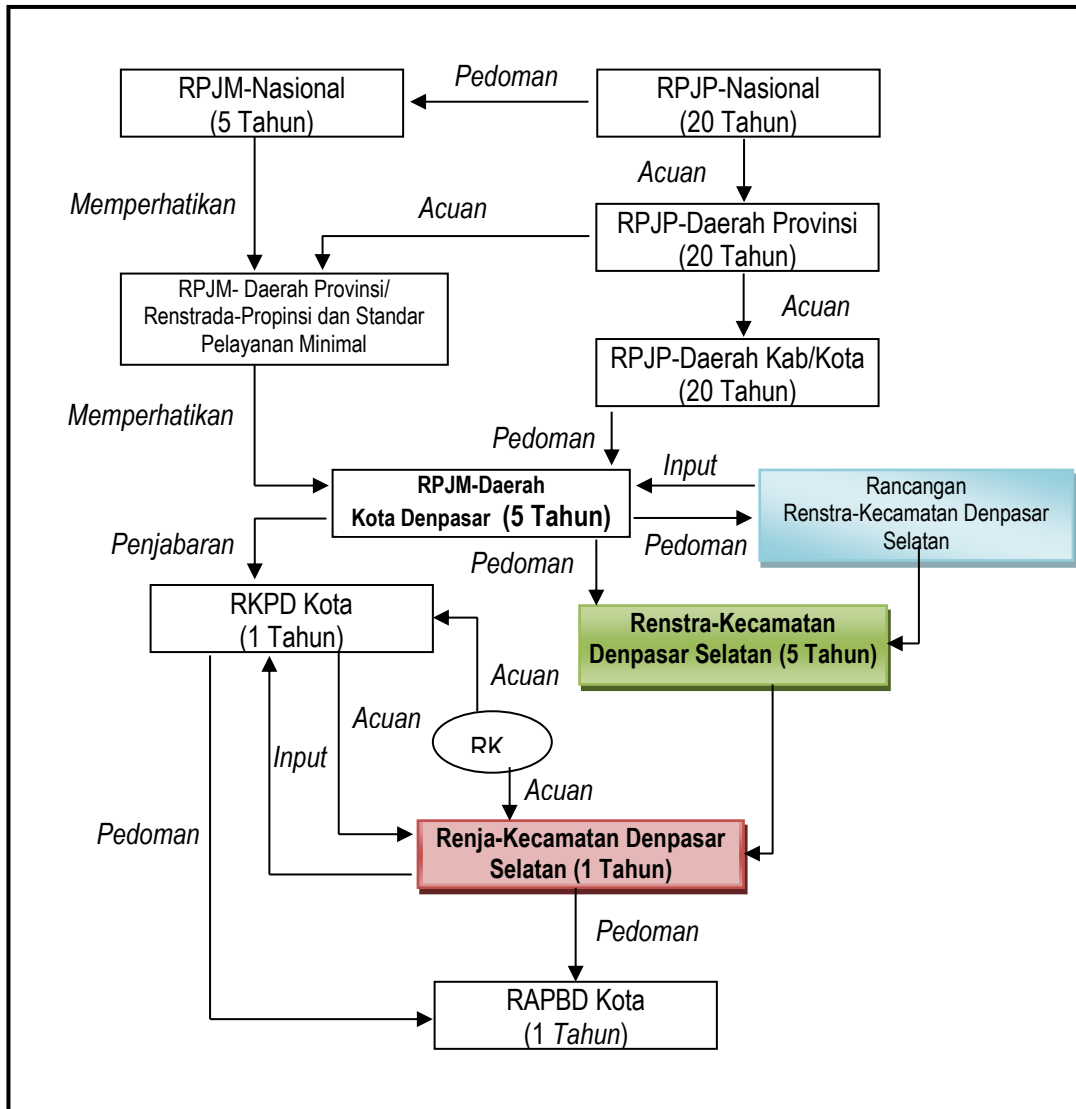 Pedoman
RPJM-Nasional
(5 Tahun)
RPJP-Nasional
(20 Tahun)
Acuan
Memperhatikan
Acuan
RPJP-Daerah Provinsi
(20 Tahun)
RPJM- Daerah Provinsi/
Renstrada-Propinsi dan Standar
Pelayanan Minimal
Acuan
RPJP-Daerah Kab/Kota
(20 Tahun)
Memperhatikan
Pedoman
Input
RPJM-Daerah
Kota Denpasar (5 Tahun)
Rancangan
Renstra-Kecamatan Denpasar
Selatan
Penjabaran
Pedoman
Pedoman
RKPD Kota
(1 Tahun)
Renstra-Kecamatan
Denpasar Selatan (5 Tahun)
Acuan
Acuan
Input
RK
Acuan
Pedoman
Renja-Kecamatan Denpasar
Selatan (1 Tahun)
Pedoman
RAPBD Kota
(1 Tahun)